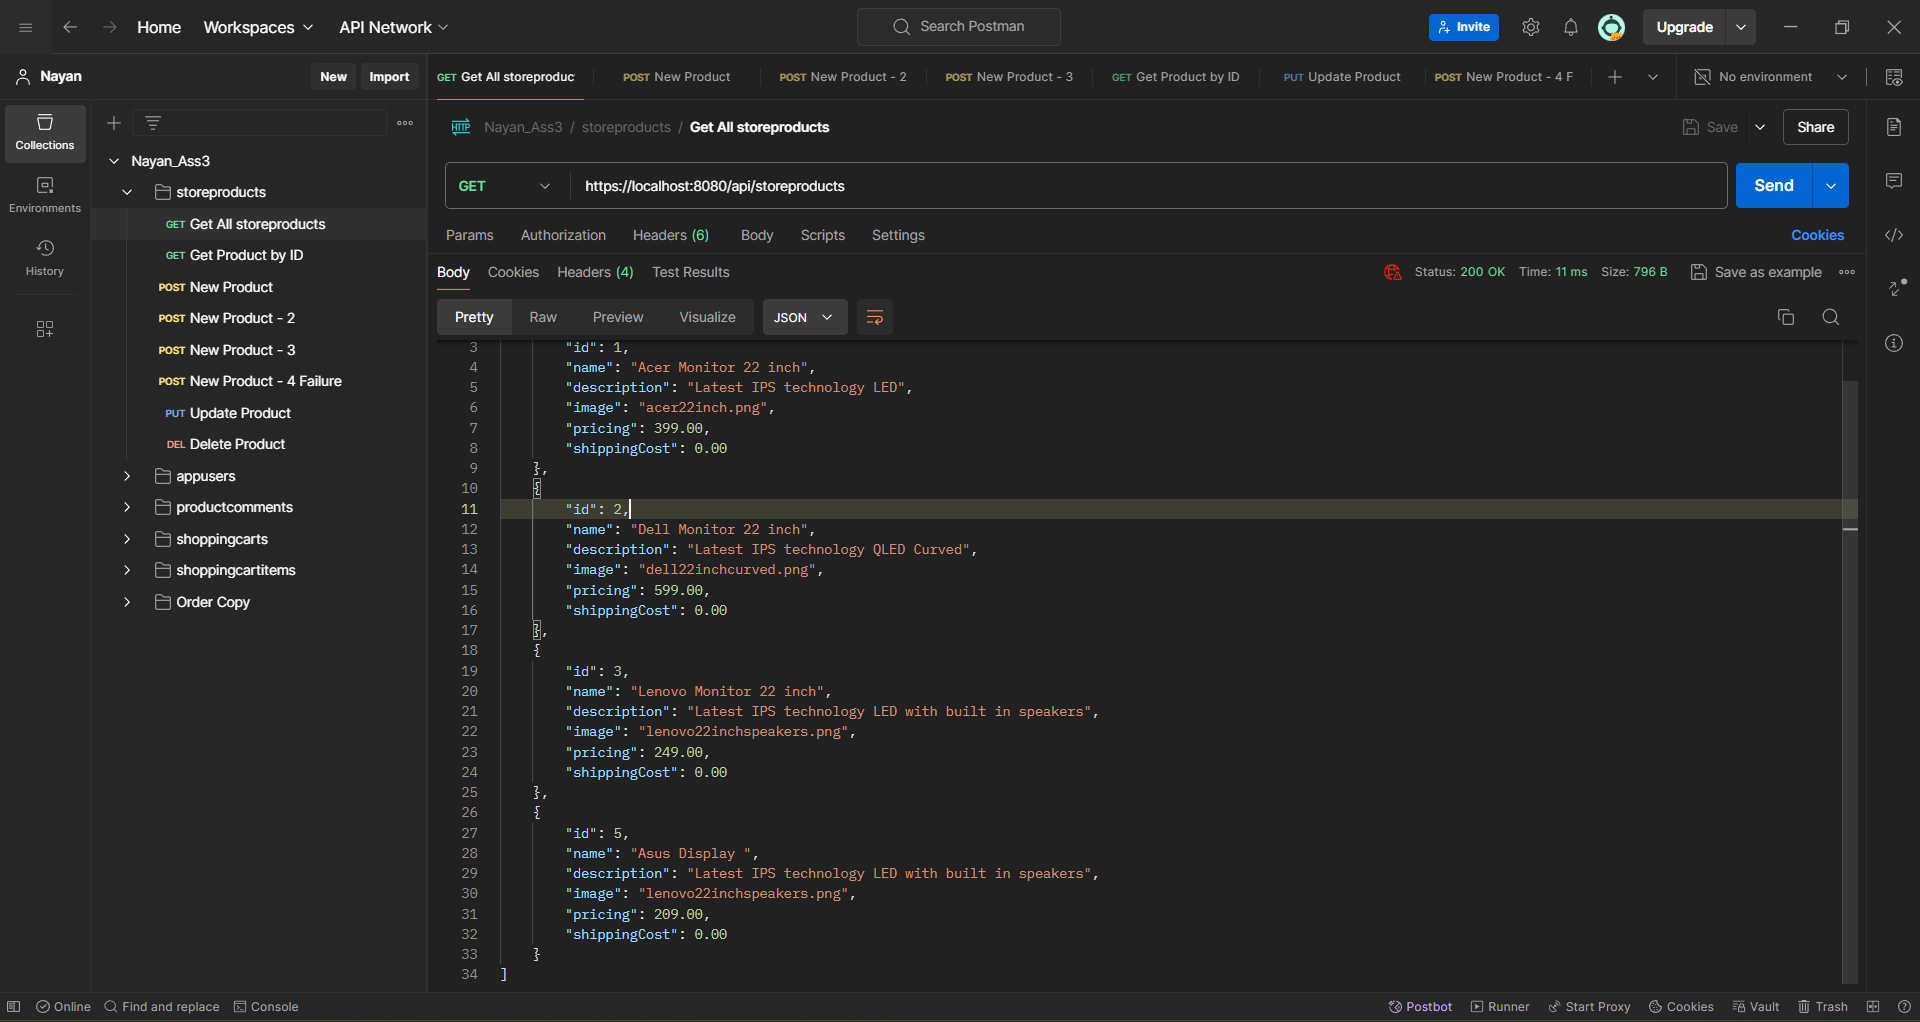 Home Workspaces API Network Search Postman Invite Upgrade
Nayan New Import GET Get All storeproduc POST New Product POST New Product - 2 POST New Product - 3 GET Get Product by ID PUT Update Product POST New Product - 4 F No environment
Collections
Environments
History
Nayan_Ass3
storeproducts
GET Get All storeproducts
GET Get Product by ID
POST New Product
POST New Product - 2
POST New Product - 3
POST New Product - 4 Failure
PUT Update Product
DEL Delete Product
appusers
productcomments
shoppingcarts
shoppingcartitems
Order Copy
HTTP Nayan_Ass3 / storeproducts / Get All storeproducts Save Share
GET https://localhost:8080/api/storeproducts Send
Params Authorization Headers (6) Body Scripts Settings Cookies
Body Cookies Headers (4) Test Results Status: 200 OK Time: 11 ms Size: 796 B Save as example
Pretty Raw Preview Visualize JSON
3 "id": 1,
4 "name": "Acer Monitor 22 inch",
5 "description": "Latest IPS technology LED",
6 "image": "acer22inch.png",
7 "pricing": 399.00,
8 "shippingCost": 0.00
9 },
10 {
11 "id": 2,
12 "name": "Dell Monitor 22 inch",
13 "description": "Latest IPS technology QLED Curved",
14 "image": "dell22inchcurved.png",
15 "pricing": 599.00,
16 "shippingCost": 0.00
17 },
18 {
19 "id": 3,
20 "name": "Lenovo Monitor 22 inch",
21 "description": "Latest IPS technology LED with built in speakers",
22 "image": "lenovo22inchspeakers.png",
23 "pricing": 249.00,
24 "shippingCost": 0.00
25 },
26 {
27 "id": 5,
28 "name": "Asus Display ",
29 "description": "Latest IPS technology LED with built in speakers",
30 "image": "lenovo22inchspeakers.png",
31 "pricing": 209.00,
32 "shippingCost": 0.00
33 }
34 ]
Online Find and replace Console Postbot Runner Start Proxy Cookies Vault Trash